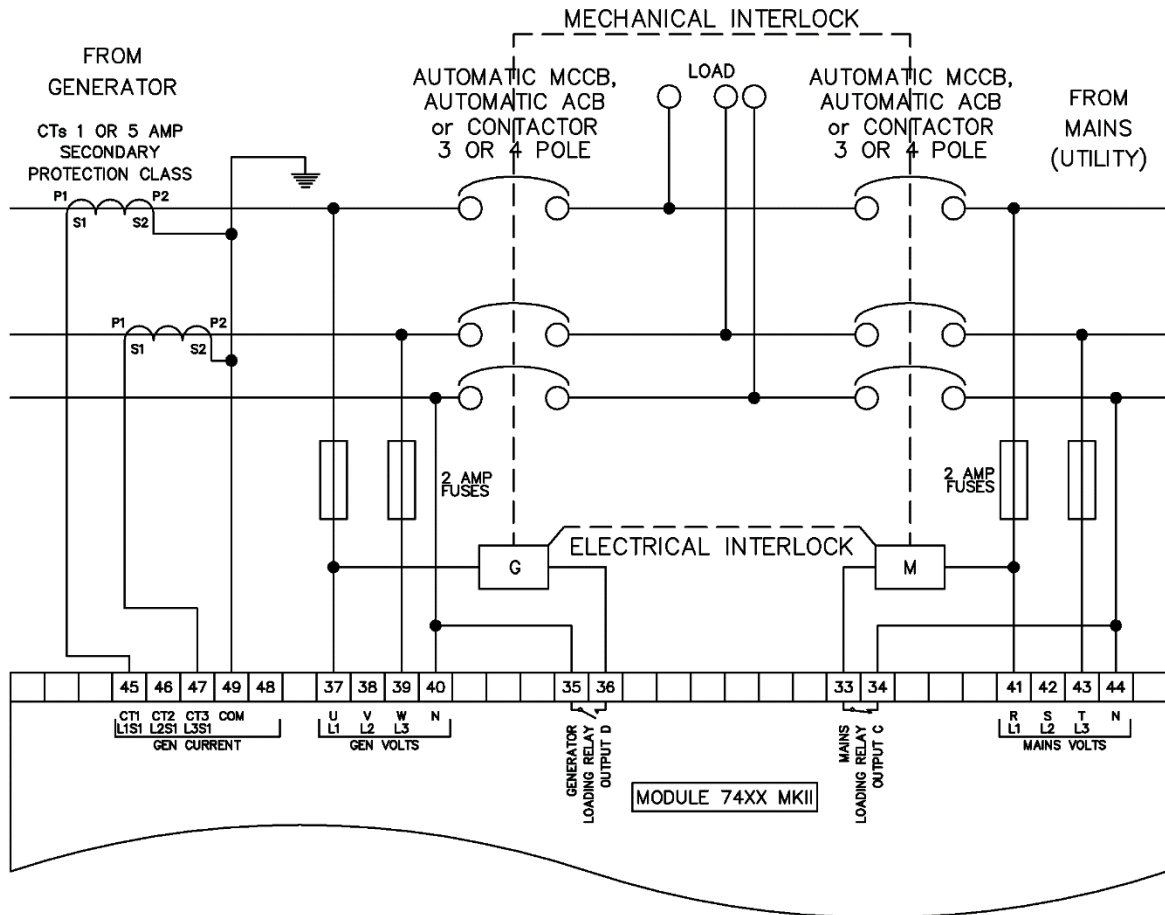 MECHANICAL INTERLOCK
FROM
GENERATOR
CTs 1 OR 5 AMP
SECONDARY
PROTECTION CLASS
AUTOMATIC MCCB,
AUTOMATIC ACB
or CONTACTOR
3 OR 4 POLE
LOAD
AUTOMATIC MCCB,
AUTOMATIC ACB
or CONTACTOR
3 OR 4 POLE
FROM
MAINS
(UTILITY)
P1 P2
S1 S2
P1 P2
S1 S2
2 AMP
FUSES
2 AMP
FUSES
ELECTRICAL INTERLOCK
G
M
45 46 47 49 48 37 38 39 40 35 36 33 34 41 42 43 44
CT1 CT2 CT3 COM
L1S1 L2S1 L3S1
GEN CURRENT
U V W N
L1 L2 L3
GEN VOLTS
GENERATOR
LOADING RELAY
OUTPUT D
MAINS
LOADING RELAY
OUTPUT C
R S T N
L1 L2 L3
MAINS VOLTS
MODULE 74XX MKII